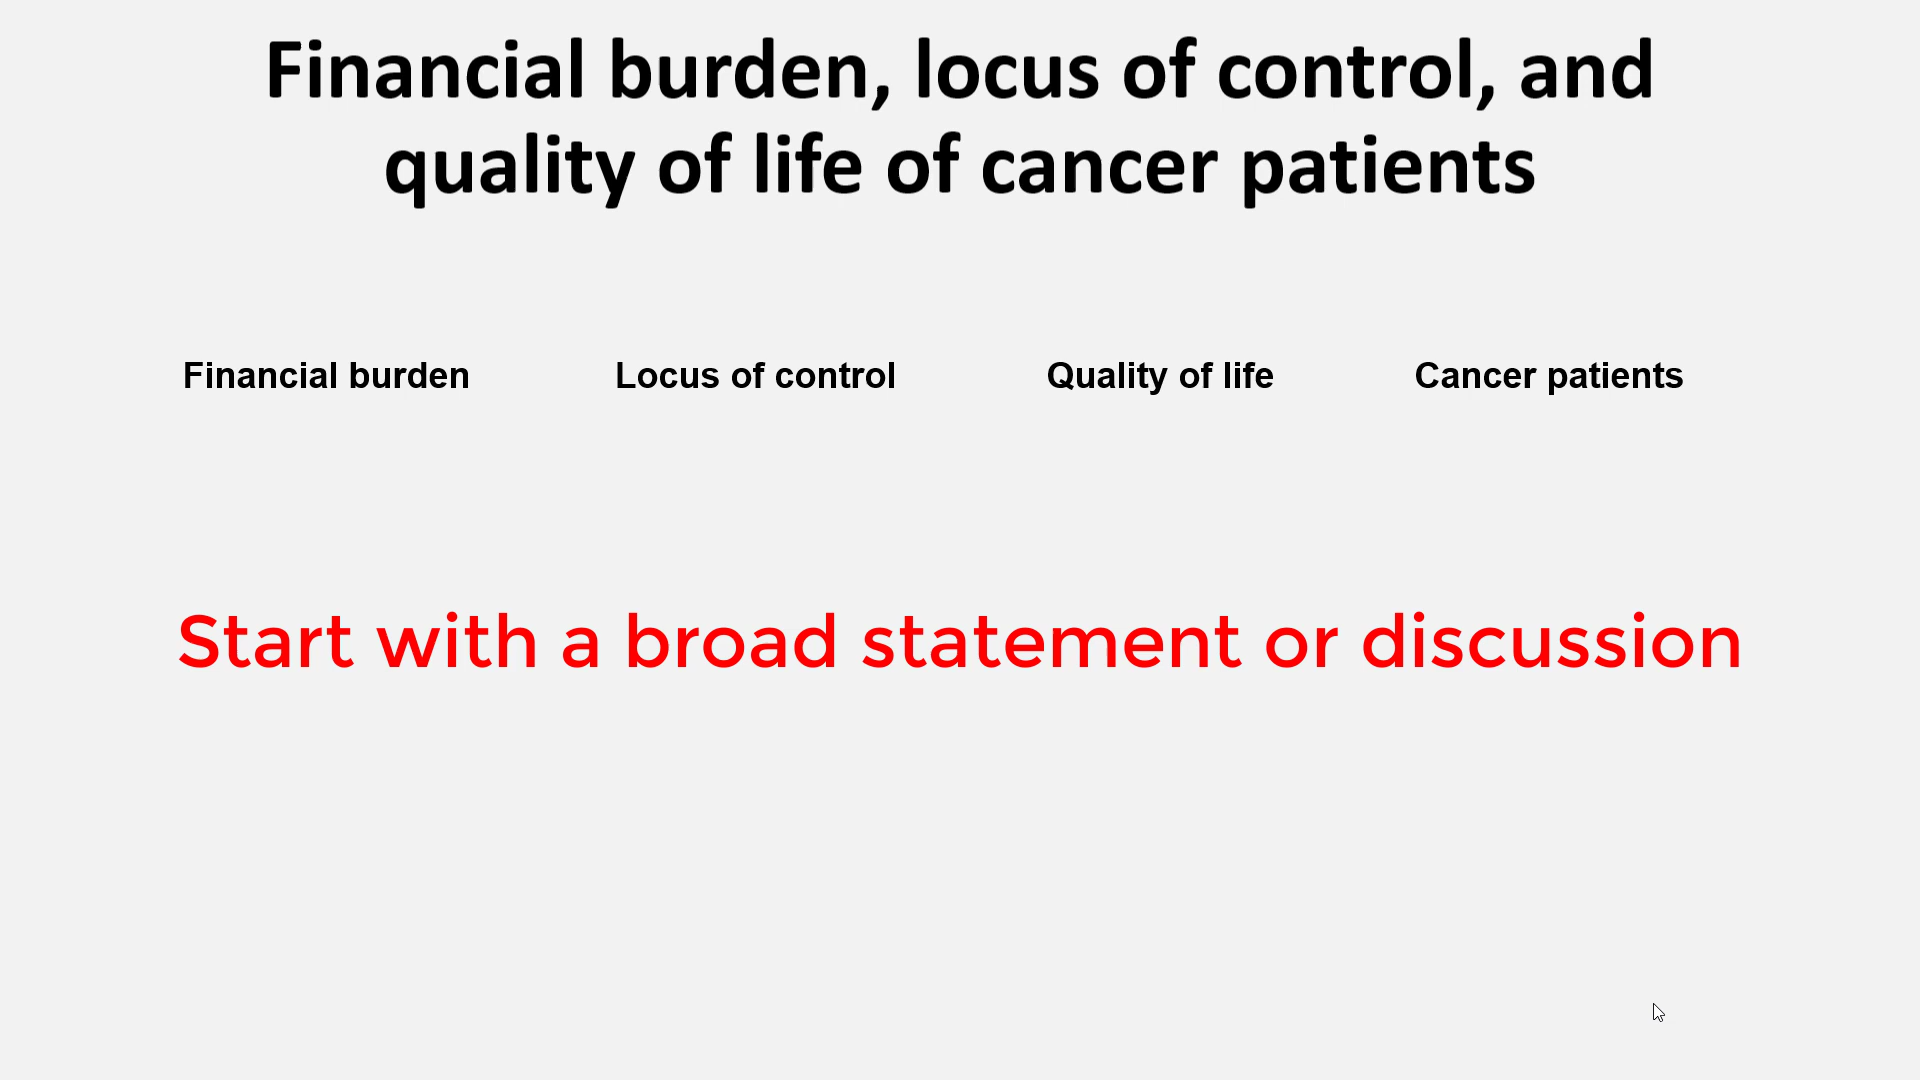 Financial burden, locus of control, and
quality of life of cancer patients
Financial burden Locus of control Quality of life Cancer patients
Start with a broad statement or discussion